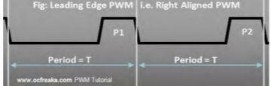 Fig: Leading Edge PWM I.e. Right Aligned PWM
P1 P2
Period = T Period = T
www.ocfreaks.com PWM Tutorial